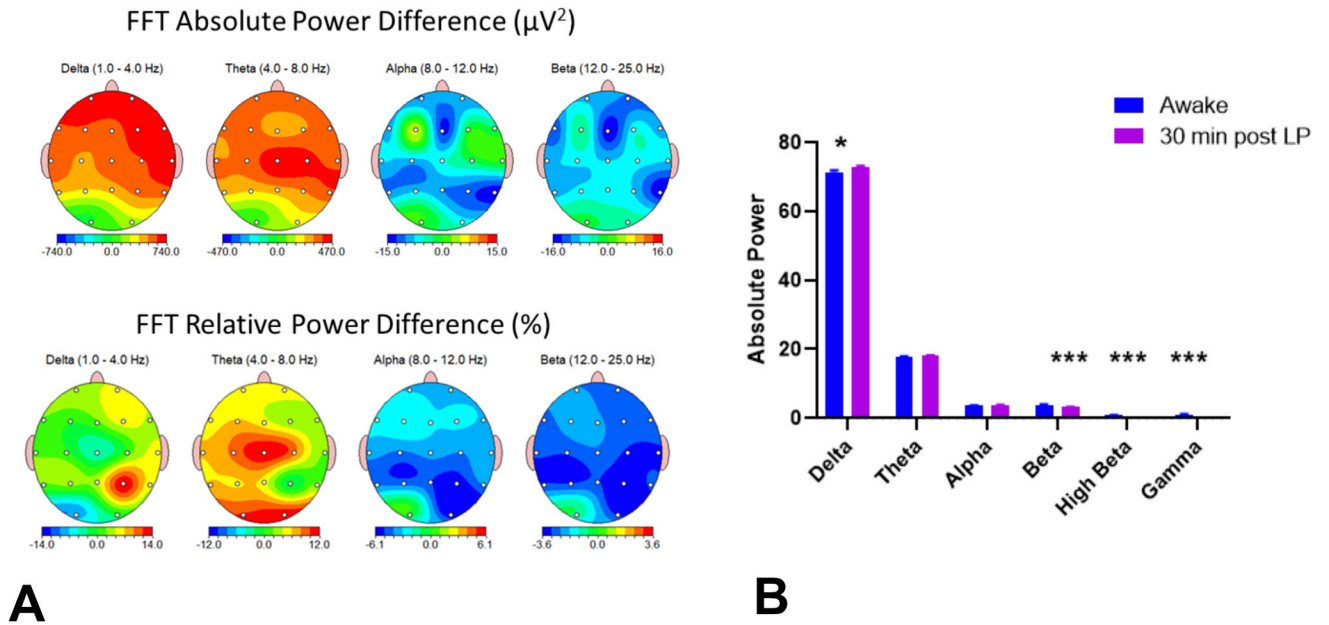 FFT Absolute Power Difference (µV²)
Delta (1.0 - 4.0 Hz) Theta (4.0 - 8.0 Hz) Alpha (8.0 - 12.0 Hz) Beta (12.0 - 25.0 Hz)
-740.0 0.0 740.0 -470.0 0.0 470.0 -15.0 0.0 15.0 -16.0 0.0 16.0
FFT Relative Power Difference (%)
Delta (1.0 - 4.0 Hz) Theta (4.0 - 8.0 Hz) Alpha (8.0 - 12.0 Hz) Beta (12.0 - 25.0 Hz)
-14.0 0.0 14.0 -12.0 0.0 12.0 -6.1 0.0 6.1 -3.6 0.0 3.6
A
Awake
30 min post LP
Absolute Power
80
60
40
20
0
* *** *** ***
Delta Theta Alpha Beta High Beta Gamma
B